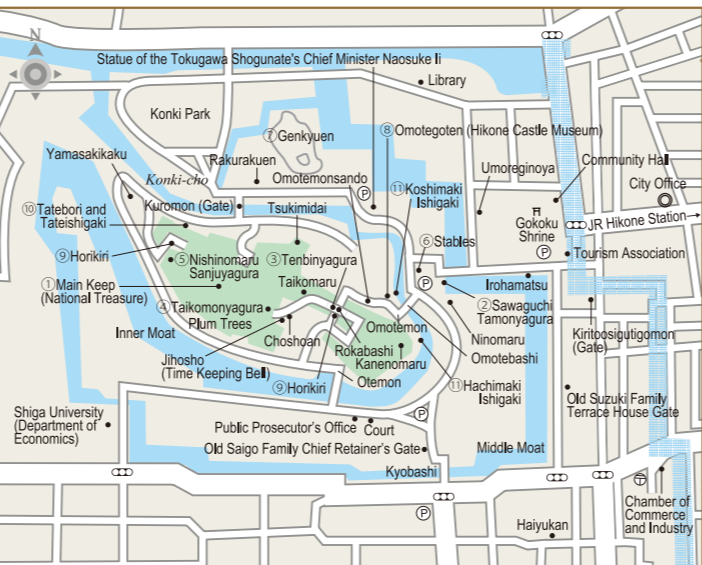 N
Statue of the Tokugawa Shogunate's Chief Minister Naosuke Ii
Library
Konki Park
⑦Genkyuen
⑧Omotegoten (Hikone Castle Museum)
Yamasakikaku
Rakurakuen
Umoreginoya
Community Hall
Konki-cho
Omotemonsando
P
⑪Koshimaki
Ishigaki
City Office
⑩Tatebori and
Tateishigaki
Kuromon (Gate)
Tsukimidai
Gokoku
Shrine
JR Hikone Station→
⑥Stables
P
Tourism Association
⑨Horikiri
⑤Nishinomaru
Sanjuyagura
③Tenbinyagura
Taikomaru
P
Irohamatsu
①Main Keep
(National Treasure)
②Sawaguchi
Tamonyagura
④Taikomonyagura
Plum Trees
Omotemon
Ninomaru
Kiritoosigutigomon
(Gate)
Inner Moat
Choshoan
Rokabashi
Omotebashi
Jihosho
(Time Keeping Bell)
Kanenomaru
⑨Horikiri
Otemon
⑪Hachimaki
Ishigaki
Old Suzuki Family
Terrace House Gate
Shiga University
(Department of
Economics)
P
Public Prosecutor's Office
Court
Old Saigo Family Chief Retainer's Gate
Middle Moat
Kyobashi
〒
Chamber of
Commerce
and Industry
P
Haiyukan